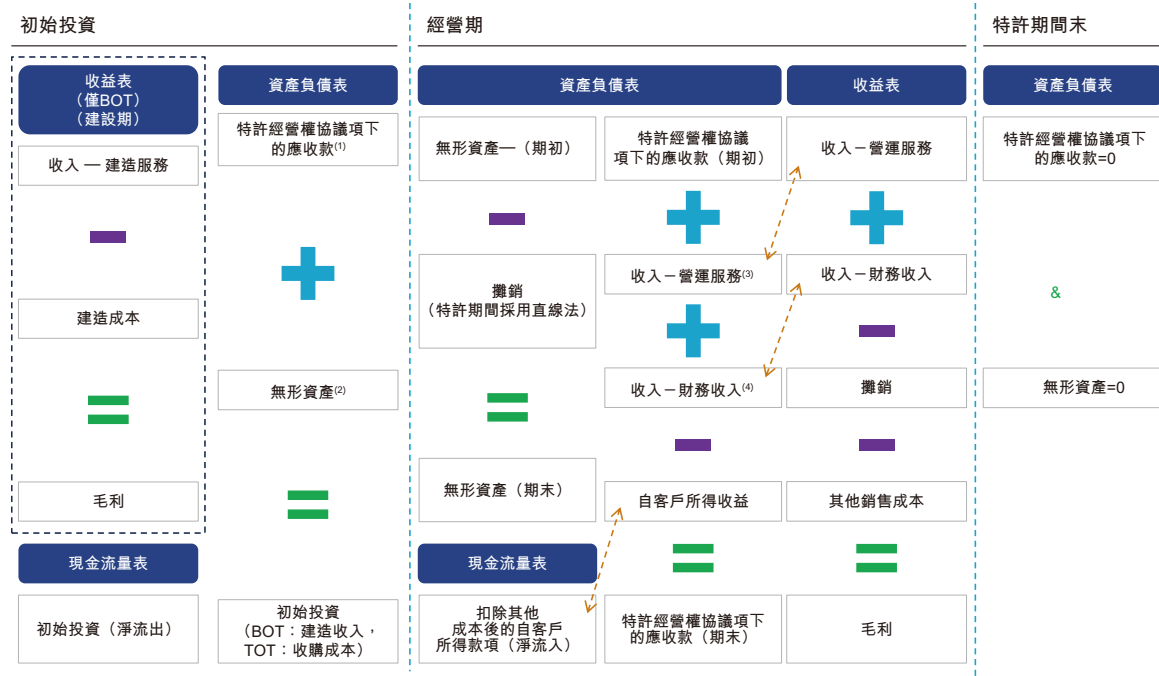 初始投資
收益表
（僅BOT）
（建設期）
收入 — 建造服務
建造成本
毛利
現金流量表
初始投資（淨流出）
資產負債表
特許經營權協議項下
的應收款(1)
無形資產(2)
初始投資
（BOT：建造收入，
TOT：收購成本）
經營期
資產負債表
無形資產—（期初）
攤銷
（特許期間採用直線法）
無形資產（期末）
現金流量表
扣除其他
成本後的自客戶
所得款項（淨流入）
特許經營權協議
項下的應收款（期初）
收入－營運服務(3)
收入－財務收入(4)
自客戶所得收益
特許經營權協議項下
的應收款（期末）
收益表
收入－營運服務
收入－財務收入
攤銷
其他銷售成本
毛利
特許期間末
資產負債表
特許經營權協議項下
的應收款=0
&
無形資產=0